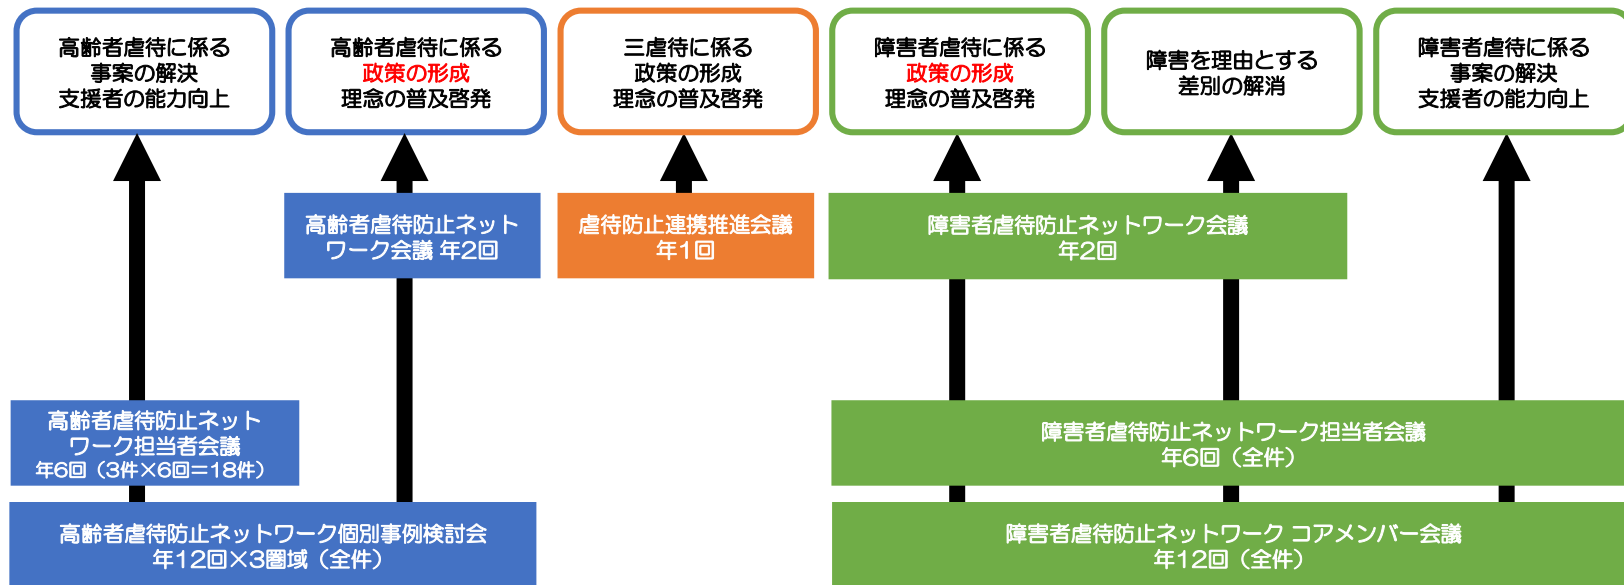 高齢者虐待に係る
事案の解決
支援者の能力向上
高齢者虐待に係る
政策の形成
理念の普及啓発
三虐待に係る
政策の形成
理念の普及啓発
障害者虐待に係る
政策の形成
理念の普及啓発
障害を理由とする
差別の解消
障害者虐待に係る
事案の解決
支援者の能力向上
高齢者虐待防止ネット
ワーク会議 年2回
虐待防止連携推進会議
年1回
障害者虐待防止ネットワーク会議
年2回
高齢者虐待防止ネット
ワーク担当者会議
年6回（3件×6回＝18件）
障害者虐待防止ネットワーク担当者会議
年6回（全件）
高齢者虐待防止ネットワーク個別事例検討会
年12回×3圏域（全件）
障害者虐待防止ネットワーク コアメンバー会議
年12回（全件）